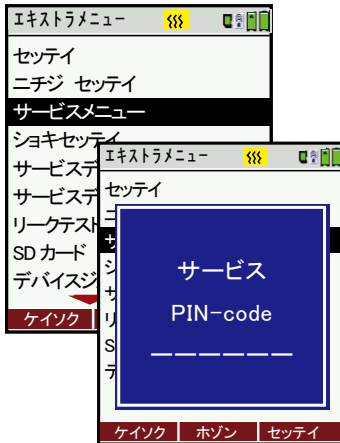 エキストラメニュー
セッテイ
ニチジ セッテイ
サービスメニュー
ショキセッテイ
サービスデ
サービスデ
リークテスト
SD カード
デバイスジ
ケイソク
エキストラメニュー
セッテイ
サービス
PIN-code
ケイソク ホゾン セッテイ